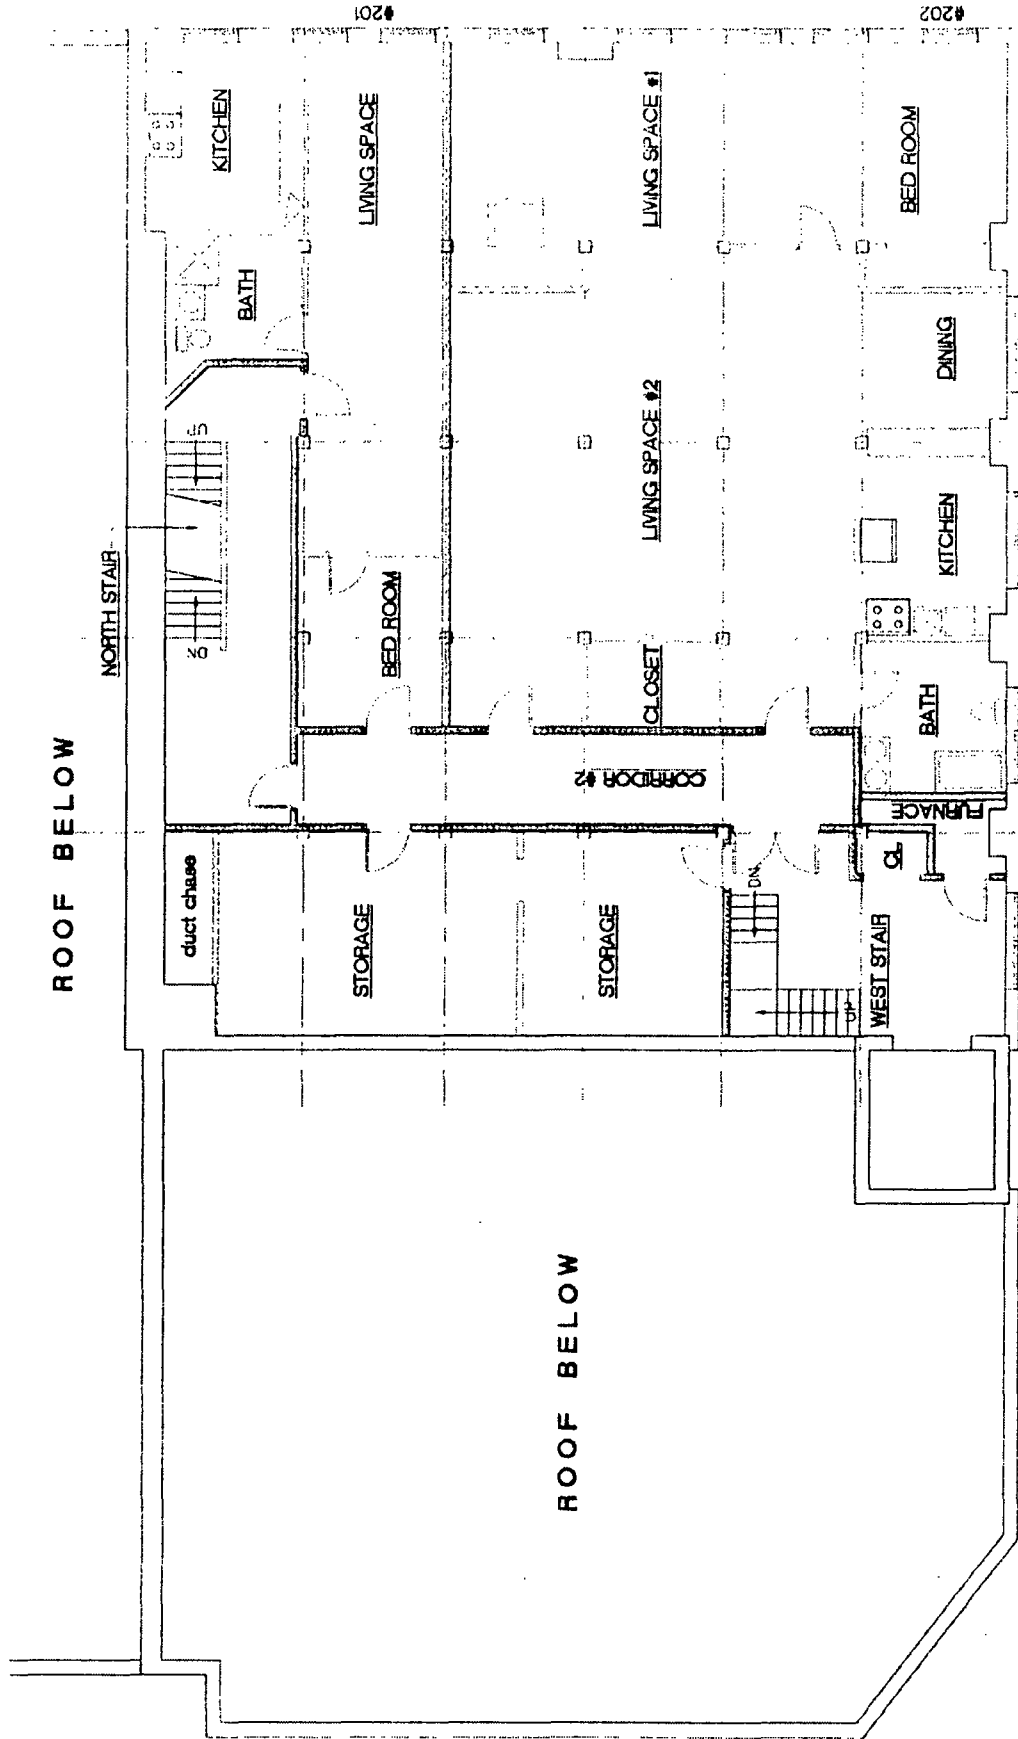 #201
#202
KITCHEN
LIVING SPACE
LIVING SPACE #1
BED ROOM
BATH
DINING
UP
LIVING SPACE #2
NORTH STAIR
KITCHEN
DN
BED ROOM
CLOSET
BATH
ROOF BELOW
CORRIDOR #2
FURNACE
duct chase
CL
DN
STORAGE
STORAGE
WEST STAIR
UP
ROOF BELOW